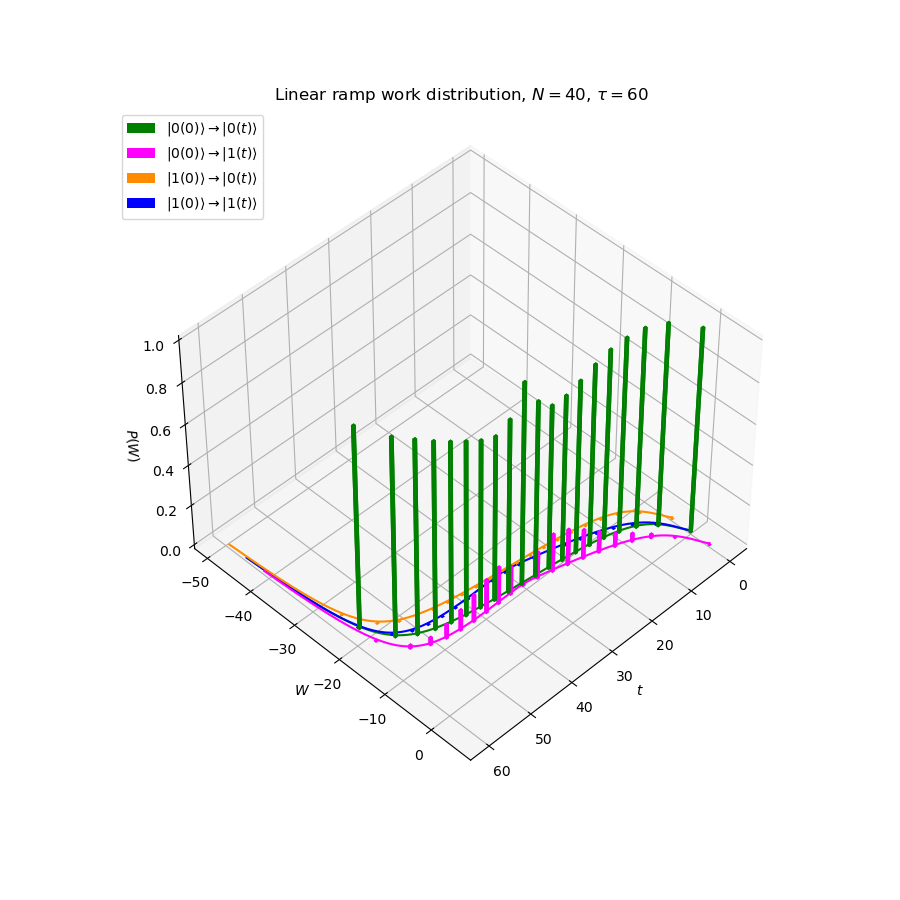 Linear ramp work distribution, $N = 40$, $\tau = 60$
|0(0)⟩ → |0(t)⟩
|0(0)⟩ → |1(t)⟩
|1(0)⟩ → |0(t)⟩
|1(0)⟩ → |1(t)⟩
1.0
0.8
0.6
0.4
0.2
0.0
P(W)
−50
−40
−30
−20
−10
0
W
0
10
20
30
40
50
60
t